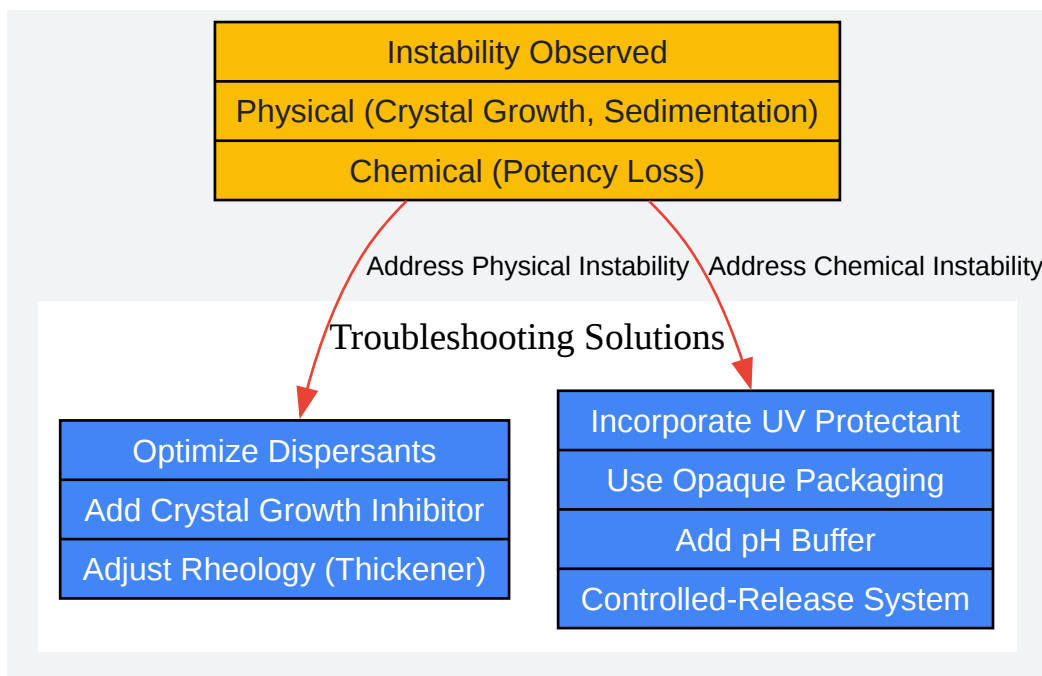 Instability Observed
Physical (Crystal Growth, Sedimentation)
Chemical (Potency Loss)
Address Physical Instability
Address Chemical Instability
Troubleshooting Solutions
Optimize Dispersants
Add Crystal Growth Inhibitor
Adjust Rheology (Thickener)
Incorporate UV Protectant
Use Opaque Packaging
Add pH Buffer
Controlled-Release System